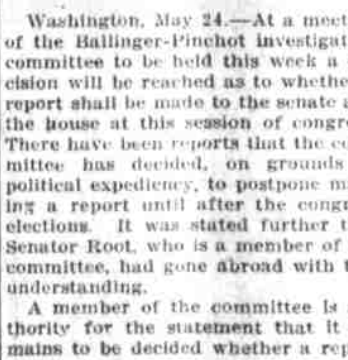 Washington, May 24.—At a meet
of the Ballinger-Pinchot investigat
committee to be held this week a
cision will be reached as to whethe
report shall be made to the senate a
the house at this session of congr
There have been reports that the co
mittee has decided, on grounds
political expediency, to postpone m
ing a report until after the congr
elections. It was stated further t
Senator Root, who is a member of
committee, had gone abroad with t
understanding.
A member of the committee is
thority for the statement that it
mains to be decided whether a rep